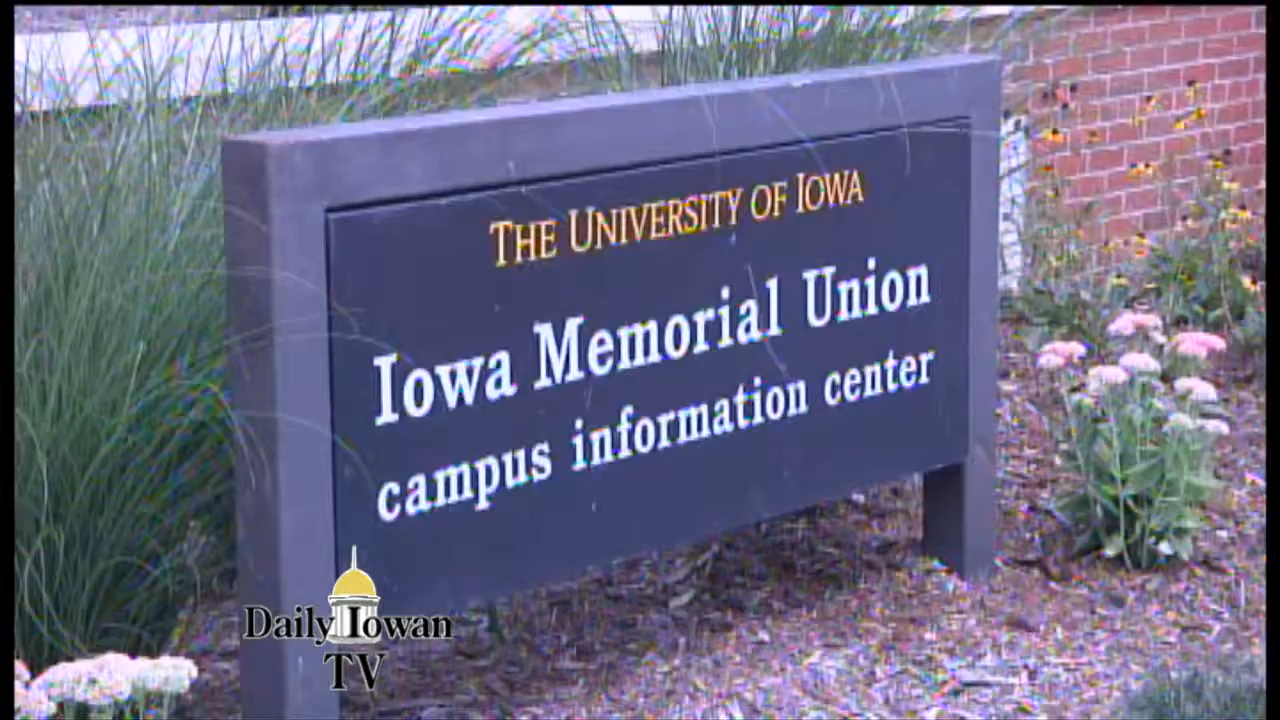 THE UNIVERSITY OF IOWA
Iowa Memorial Union
campus information center
Daily Iowan
TV